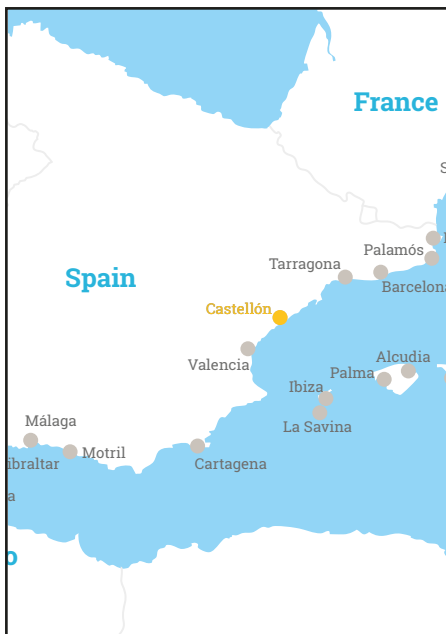 France
S
Palamós
Tarragona
Barcelona
Spain
Castellón
Valencia
Alcudia
Palma
Ibiza
La Savina
Málaga
Motril
ibraltar
Cartagena
a
o